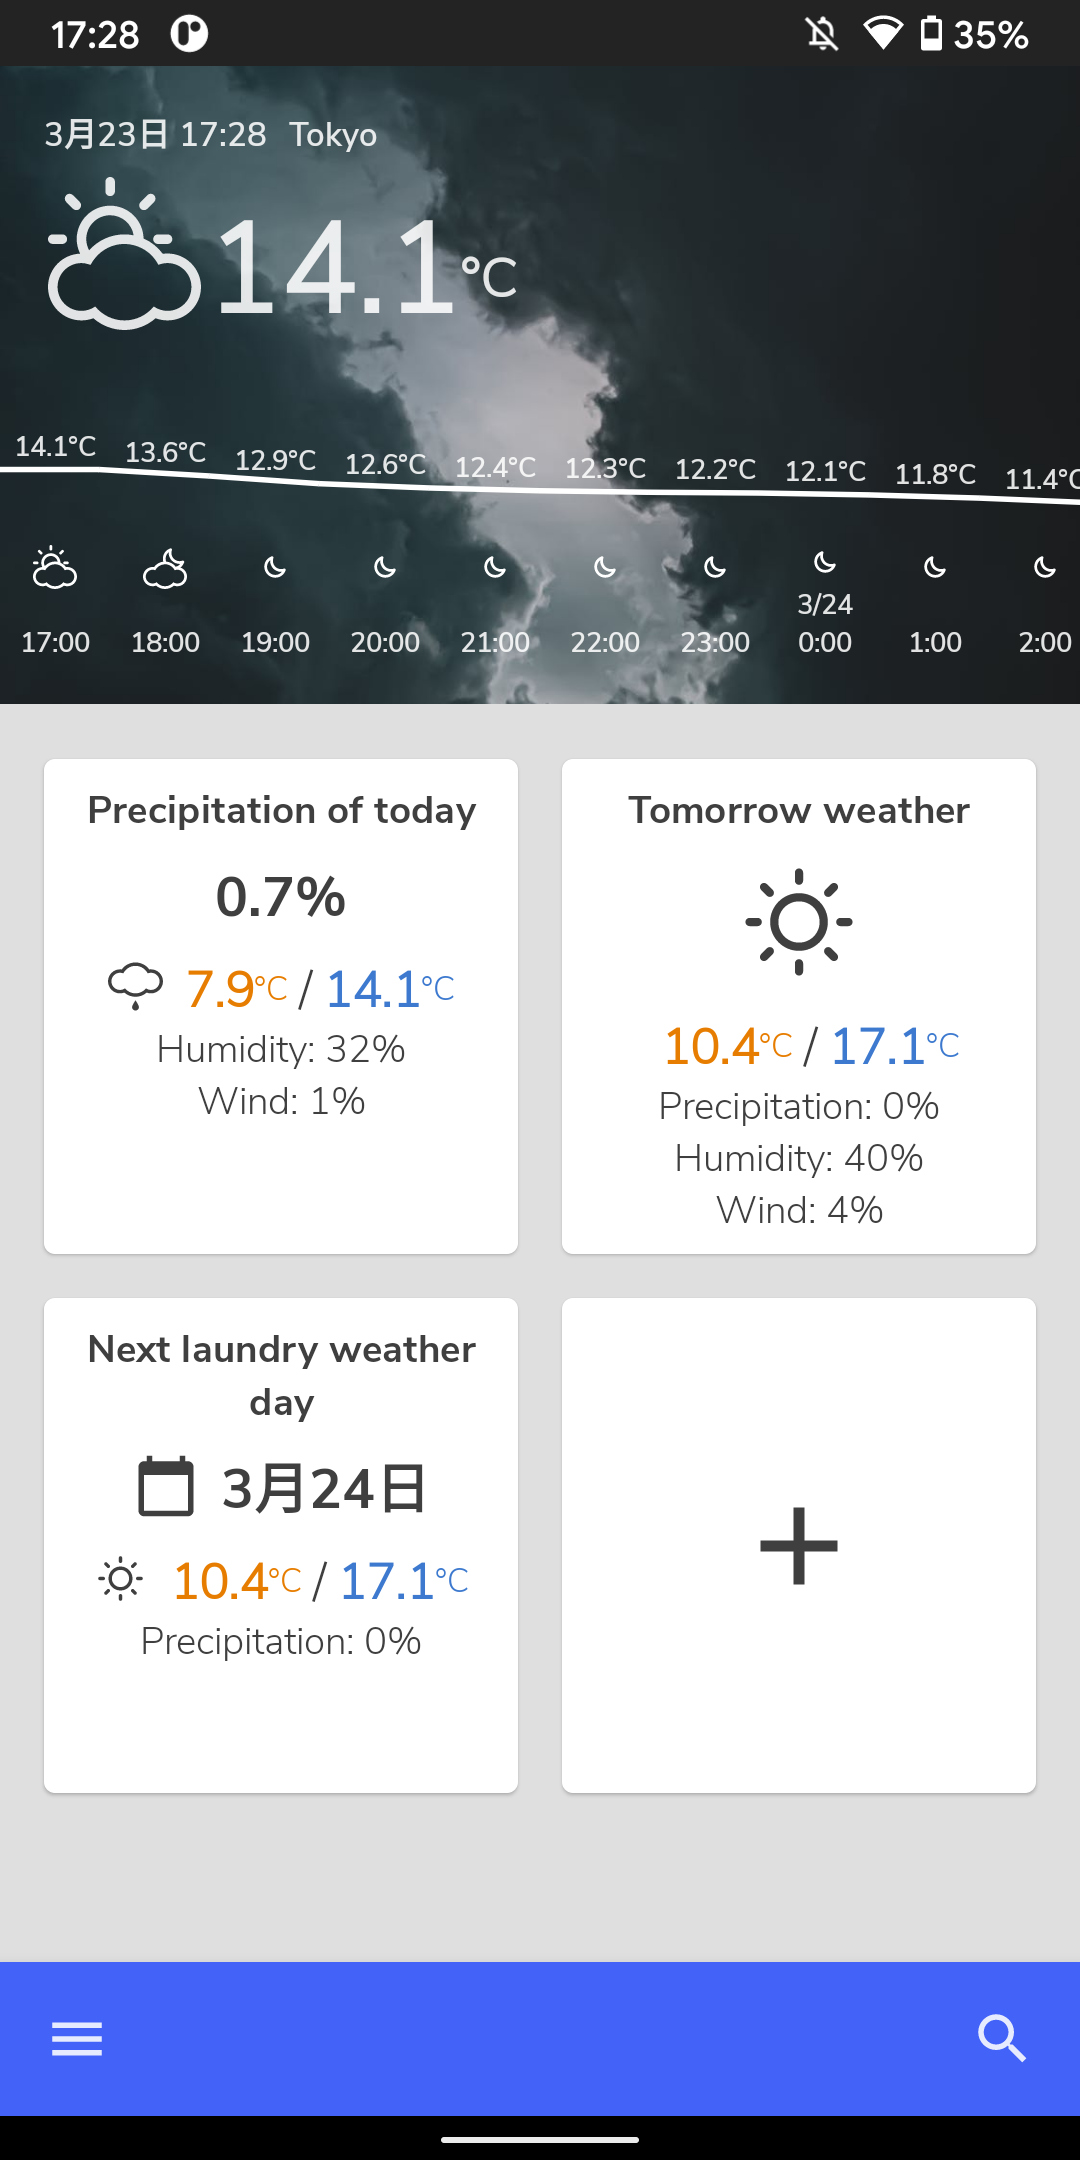 17:28 35%
3月23日 17:28 Tokyo
14.1°C
14.1°C 13.6°C 12.9°C 12.6°C 12.4°C 12.3°C 12.2°C 12.1°C 11.8°C 11.4°C
3/24
17:00 18:00 19:00 20:00 21:00 22:00 23:00 0:00 1:00 2:00
Precipitation of today
0.7%
7.9°C / 14.1°C
Humidity: 32%
Wind: 1%
Tomorrow weather
10.4°C / 17.1°C
Precipitation: 0%
Humidity: 40%
Wind: 4%
Next laundry weather
day
3月24日
10.4°C / 17.1°C
Precipitation: 0%